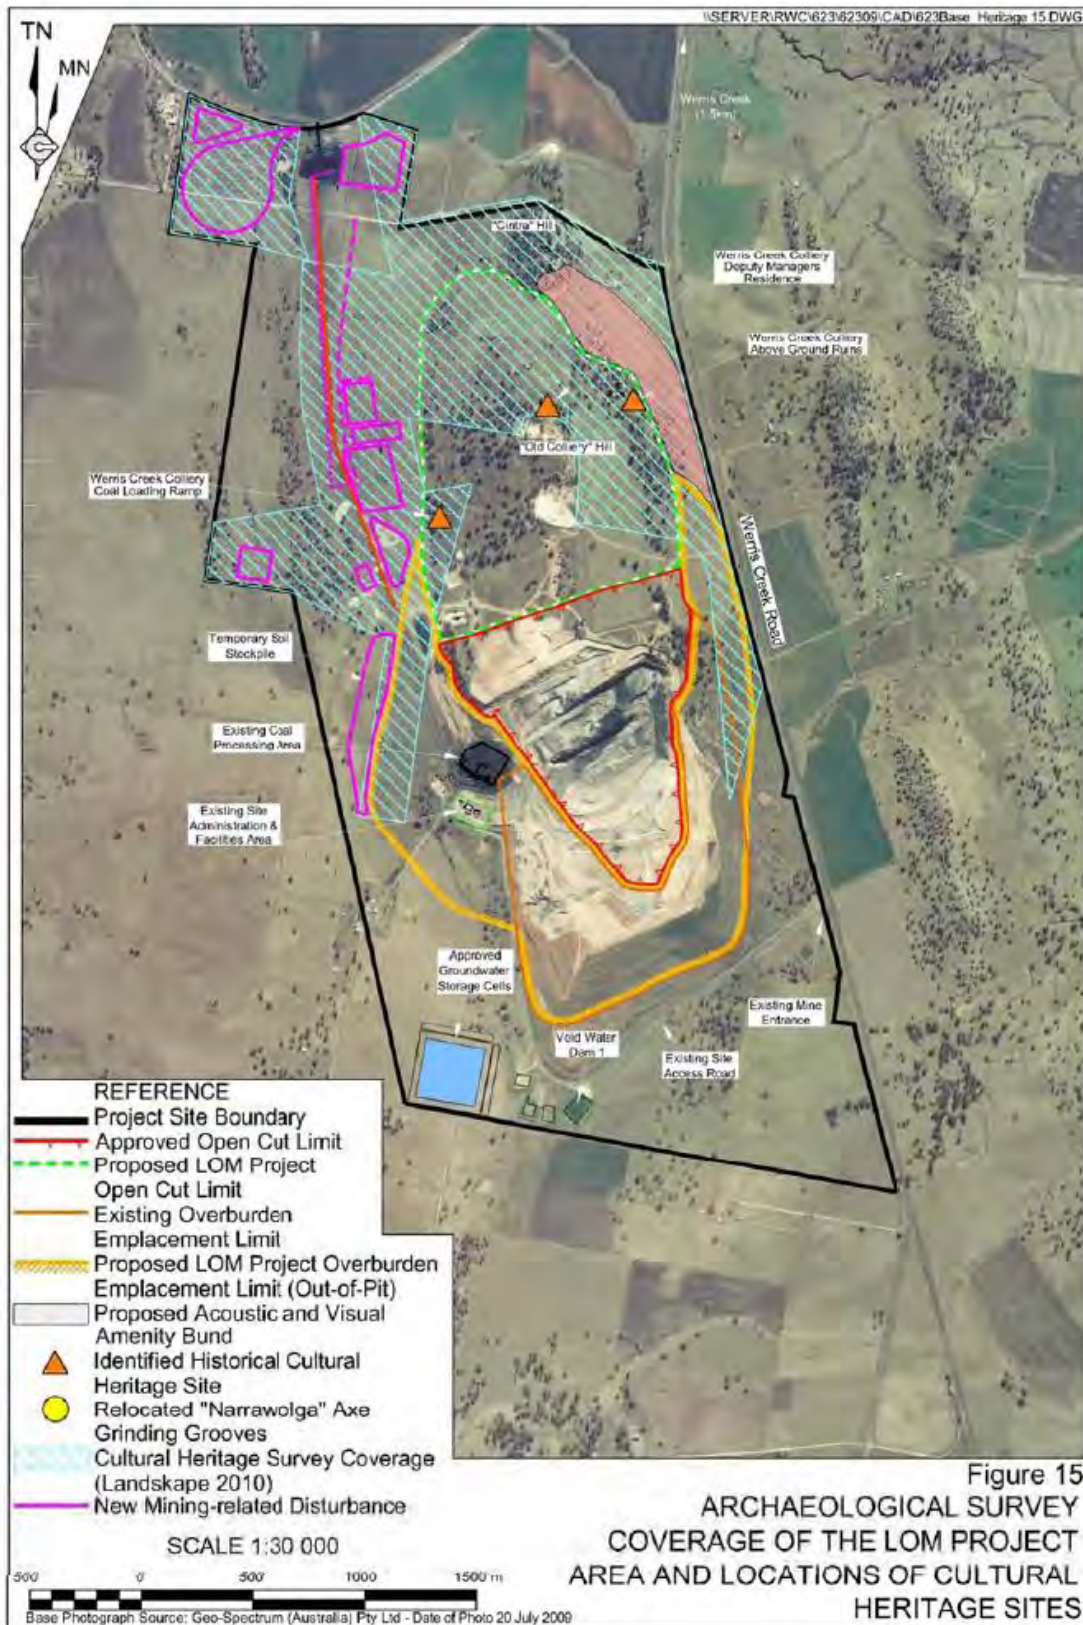 \\SERVER\RWC\623\62309\CAD\623Base_Heritage 15.DWG
TN
MN
Werris Creek
(1.5km)
"Cintra" Hill
Werris Creek Colliery
Deputy Managers
Residence
Werris Creek Colliery
Above Ground Ruins
"Old Colliery" Hill
Werris Creek Colliery
Coal Loading Ramp
Werris Creek Road
Temporary Soil
Stockpile
Existing Coal
Processing Area
Existing Site
Administration &
Facilities Area
Approved
Groundwater
Storage Cells
Void Water
Dam 1
Existing Site
Access Road
Existing Mine
Entrance
REFERENCE
Project Site Boundary
Approved Open Cut Limit
Proposed LOM Project
Open Cut Limit
Existing Overburden
Emplacement Limit
Proposed LOM Project Overburden
Emplacement Limit (Out-of-Pit)
Proposed Acoustic and Visual
Amenity Bund
Identified Historical Cultural
Heritage Site
Relocated "Narrawolga" Axe
Grinding Grooves
Cultural Heritage Survey Coverage
(Landskape 2010)
New Mining-related Disturbance
SCALE 1:30 000
500 0 500 1000 1500 m
Base Photograph Source: Geo-Spectrum (Australia) Pty Ltd - Date of Photo 20 July 2009
Figure 15
ARCHAEOLOGICAL SURVEY
COVERAGE OF THE LOM PROJECT
AREA AND LOCATIONS OF CULTURAL
HERITAGE SITES